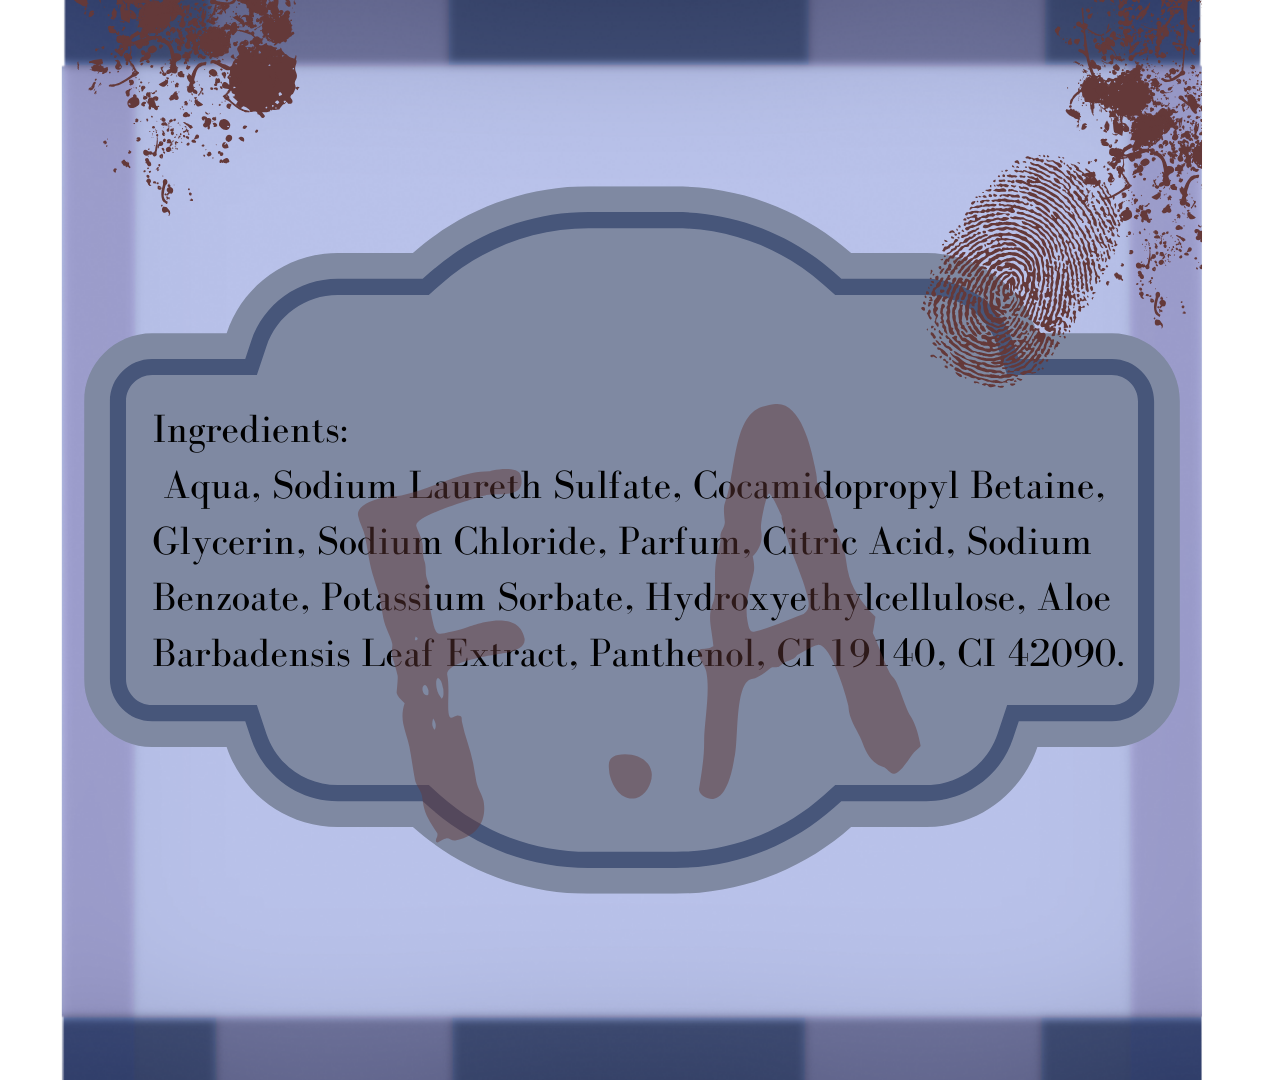 Ingredients:
Aqua, Sodium Laureth Sulfate, Cocamidopropyl Betaine,
Glycerin, Sodium Chloride, Parfum, Citric Acid, Sodium
Benzoate, Potassium Sorbate, Hydroxyethylcellulose, Aloe
Barbadensis Leaf Extract, Panthenol, CI 19140, CI 42090.
F.A